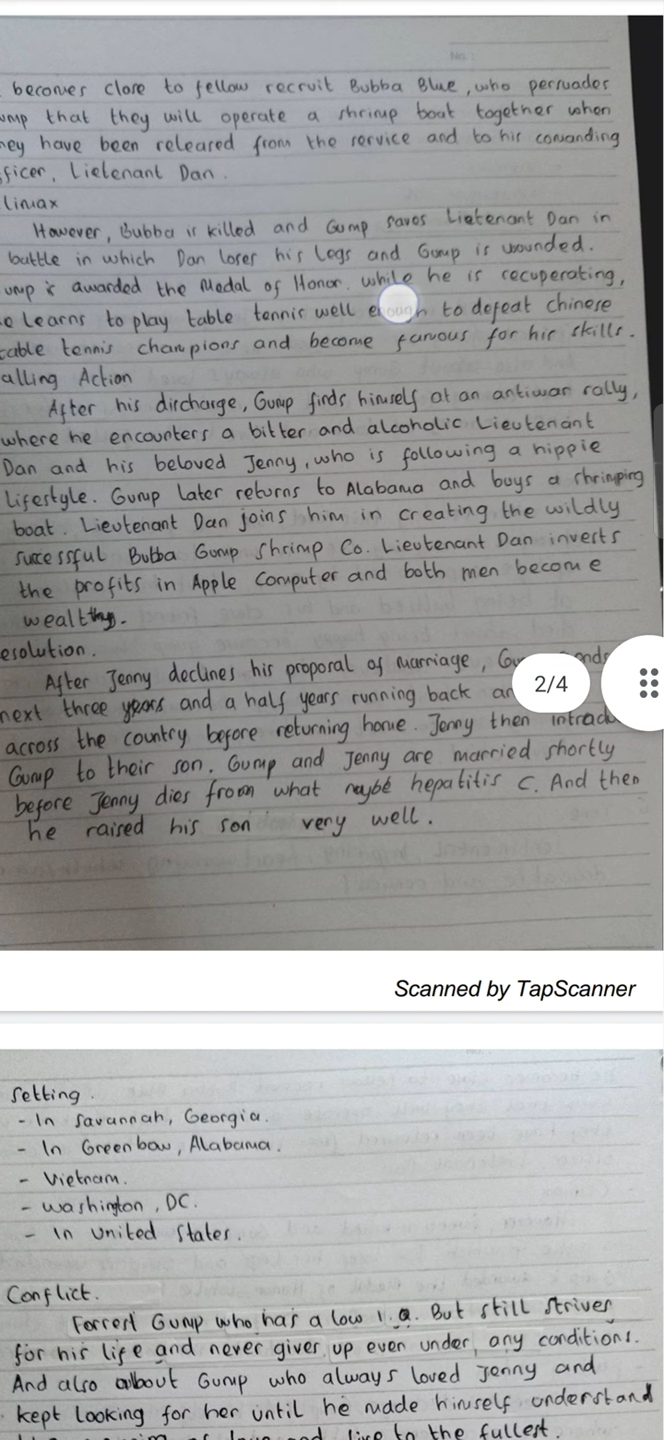 No:
becomes close to fellow recruit Bubba Blue, who persuades
ump that they will operate a shrimp boat together when
hey have been released from the service and to his comanding
fficer, Lietenant Dan.
limax
However, Bubba is killed and Gump saves Lietenant Dan in
battle in which Dan loses his Legs and Gump is wounded.
ump is awarded the Medal of Honor. while he is recuperating,
e Learns to play table tennis well enough to defeat Chinese
table tennis champions and become famous for his skills.
alling Action
After his discharge, Gump finds himself at an antiwar rally,
where he encounters a bitter and alcoholic Lieutenant
Dan and his beloved Jenny, who is following a hippie
Lifestyle. Gump later returns to Alabama and buys a shrimping
boat. Lieutenant Dan joins him in creating the wildly
successful Bubba Gump Shrimp Co. Lieutenant Dan invests
the profits in Apple Computer and both men become
wealthy.
esolution.
After Jenny declines his proposal of marriage,
next three years and a half years running back
across the country before returning home. Jenny then
Gump to their son. Gump and Jenny are married shortly
before Jenny dies from what maybe hepatitis C. And then
he raised his son very well.
2/4
Scanned by TapScanner
Setting.
- In Savannah, Georgia.
- In Greenbow, Alabama.
- Vietnam.
- Washington, DC.
- In United States.
Conflict.
Forrest Gump who has a low I.Q. But still strives
for his life and never gives up even under any conditions.
And also about Gump who always loved Jenny and
kept looking for her until he made himself understand
live to the fullest.